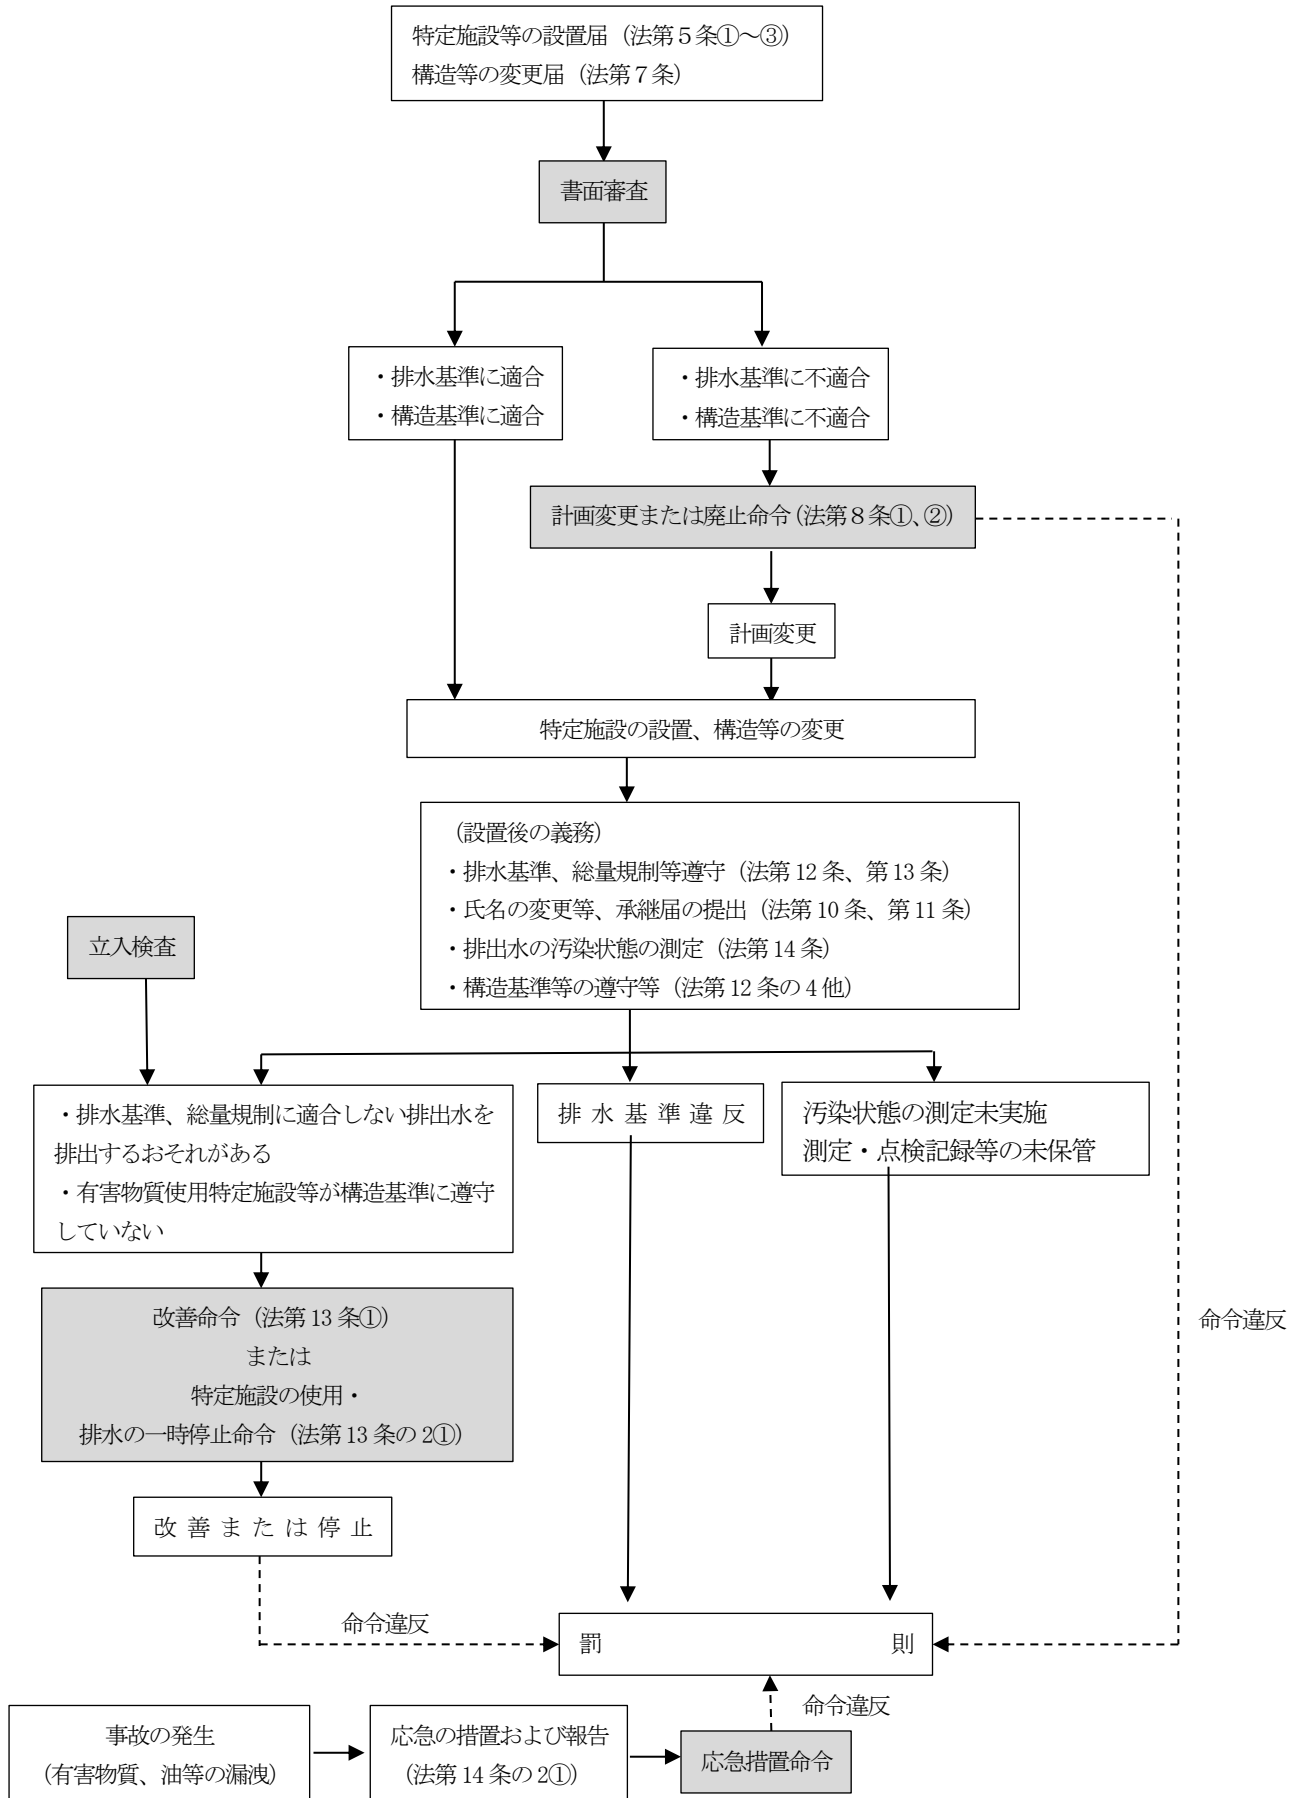 特定施設等の設置届（法第５条①～③）
構造等の変更届（法第７条）
書面審査
・排水基準に適合
・構造基準に適合
・排水基準に不適合
・構造基準に不適合
計画変更または廃止命令（法第８条①、②）
計画変更
特定施設の設置、構造等の変更
（設置後の義務）
・排水基準、総量規制等遵守（法第 12 条、第 13 条）
・氏名の変更等、承継届の提出（法第 10 条、第 11 条）
・排出水の汚染状態の測定（法第 14 条）
・構造基準等の遵守等（法第 12 条の 4 他）
立入検査
・排水基準、総量規制に適合しない排出水を
排出するおそれがある
・有害物質使用特定施設等が構造基準に遵守
していない
排 水 基 準 違 反
汚染状態の測定未実施
測定・点検記録等の未保管
改善命令（法第 13 条①）
または
特定施設の使用・
排水の一時停止命令（法第 13 条の 2①）
命令違反
改 善 ま た は 停 止
命令違反
罰　則
命令違反
事故の発生
（有害物質、油等の漏洩）
応急の措置および報告
（法第 14 条の 2①）
応急措置命令